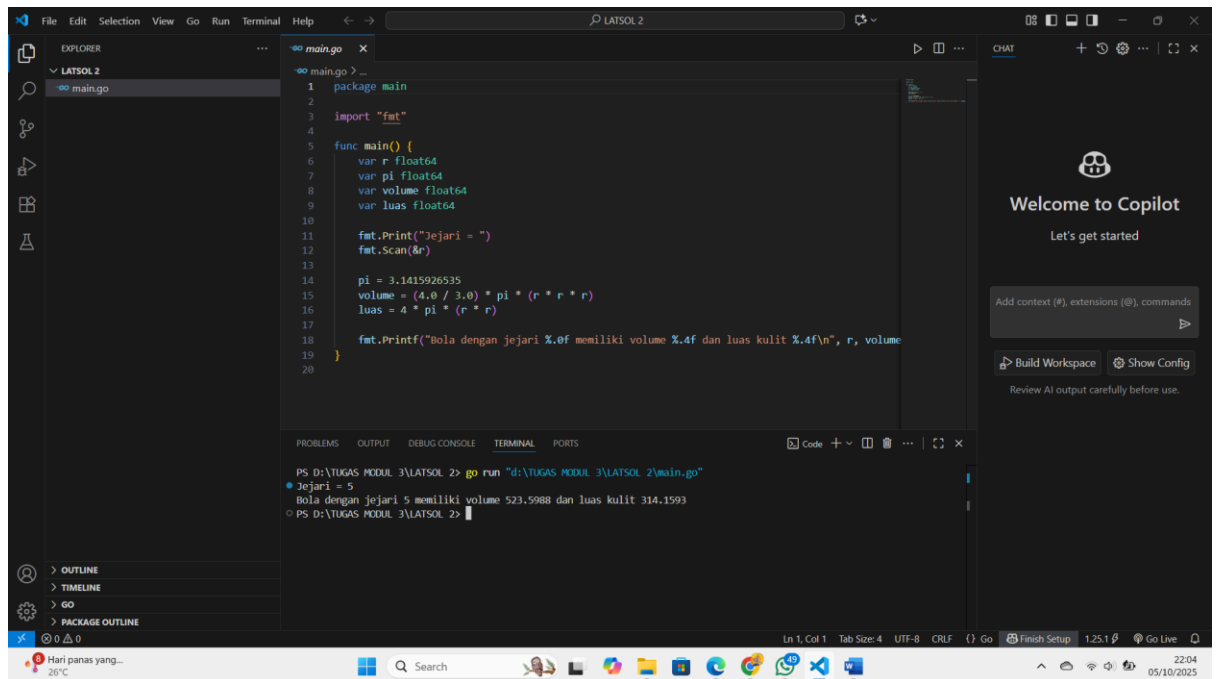 File Edit Selection View Go Run Terminal Help
LATSOL 2
EXPLORER
LATSOL 2
main.go
main.go
main.go > ...
1 package main
2
3 import "fmt"
4
5 func main() {
6 var r float64
7 var pi float64
8 var volume float64
9 var luas float64
10
11 fmt.Print("Jejari = ")
12 fmt.Scan(&r)
13
14 pi = 3.1415926535
15 volume = (4.0 / 3.0) * pi * (r * r * r)
16 luas = 4 * pi * (r * r)
17
18 fmt.Printf("Bola dengan jejari %.0f memiliki volume %.4f dan luas kulit %.4f\n", r, volume
19 }
20
PROBLEMS OUTPUT DEBUG CONSOLE TERMINAL PORTS
Code
PS D:\TUGAS MODUL 3\LATSOL 2> go run "d:\TUGAS MODUL 3\LATSOL 2\main.go"
Jejari = 5
Bola dengan jejari 5 memiliki volume 523.5988 dan luas kulit 314.1593
PS D:\TUGAS MODUL 3\LATSOL 2>
CHAT
Welcome to Copilot
Let's get started
Add context (#), extensions (@), commands
Build Workspace Show Config
Review AI output carefully before use.
OUTLINE
TIMELINE
GO
PACKAGE OUTLINE
0 0 Ln 1, Col 1 Tab Size: 4 UTF-8 CRLF {} Go Finish Setup 1.25.1 Go Live
8 Hari panas yang...
26°C
Search
49
22:04
05/10/2025